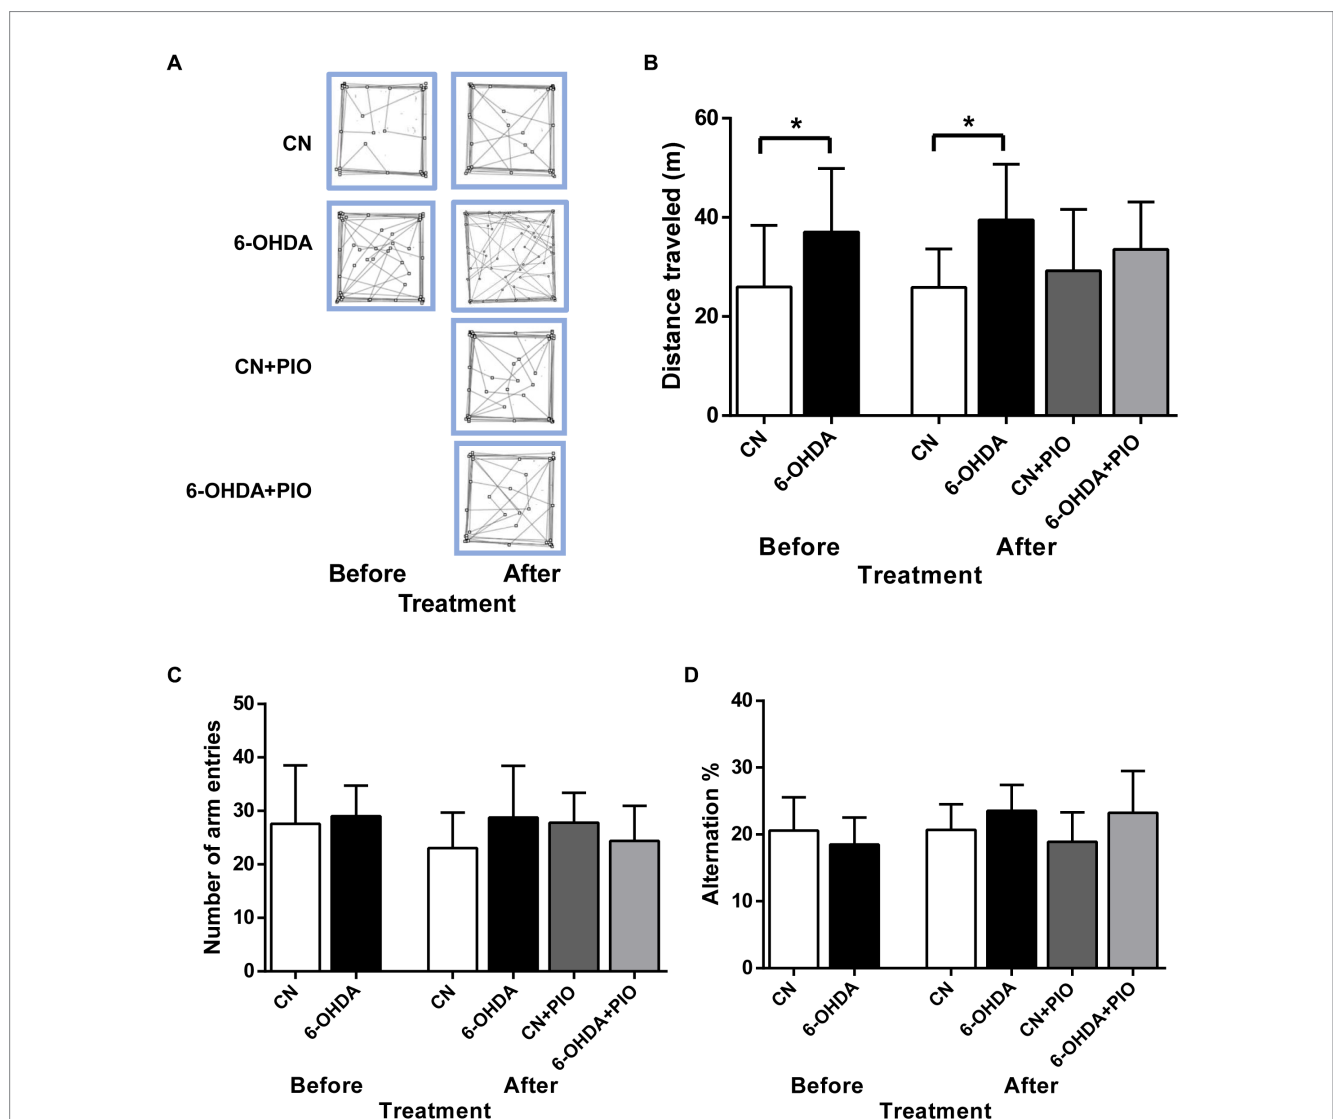 A
CN
6-OHDA
CN+PIO
6-OHDA+PIO
Before After
Treatment
B
Distance traveled (m)
60
40
20
0
*
*
CN
6-OHDA
CN
6-OHDA
CN+PIO
6-OHDA+PIO
Before After
Treatment
C
Number of arm entries
50
40
30
20
10
0
CN
6-OHDA
CN
6-OHDA
CN+PIO
6-OHDA+PIO
Before After
Treatment
D
Alternation %
40
30
20
10
0
CN
6-OHDA
CN
6-OHDA
CN+PIO
6-OHDA+PIO
Before After
Treatment